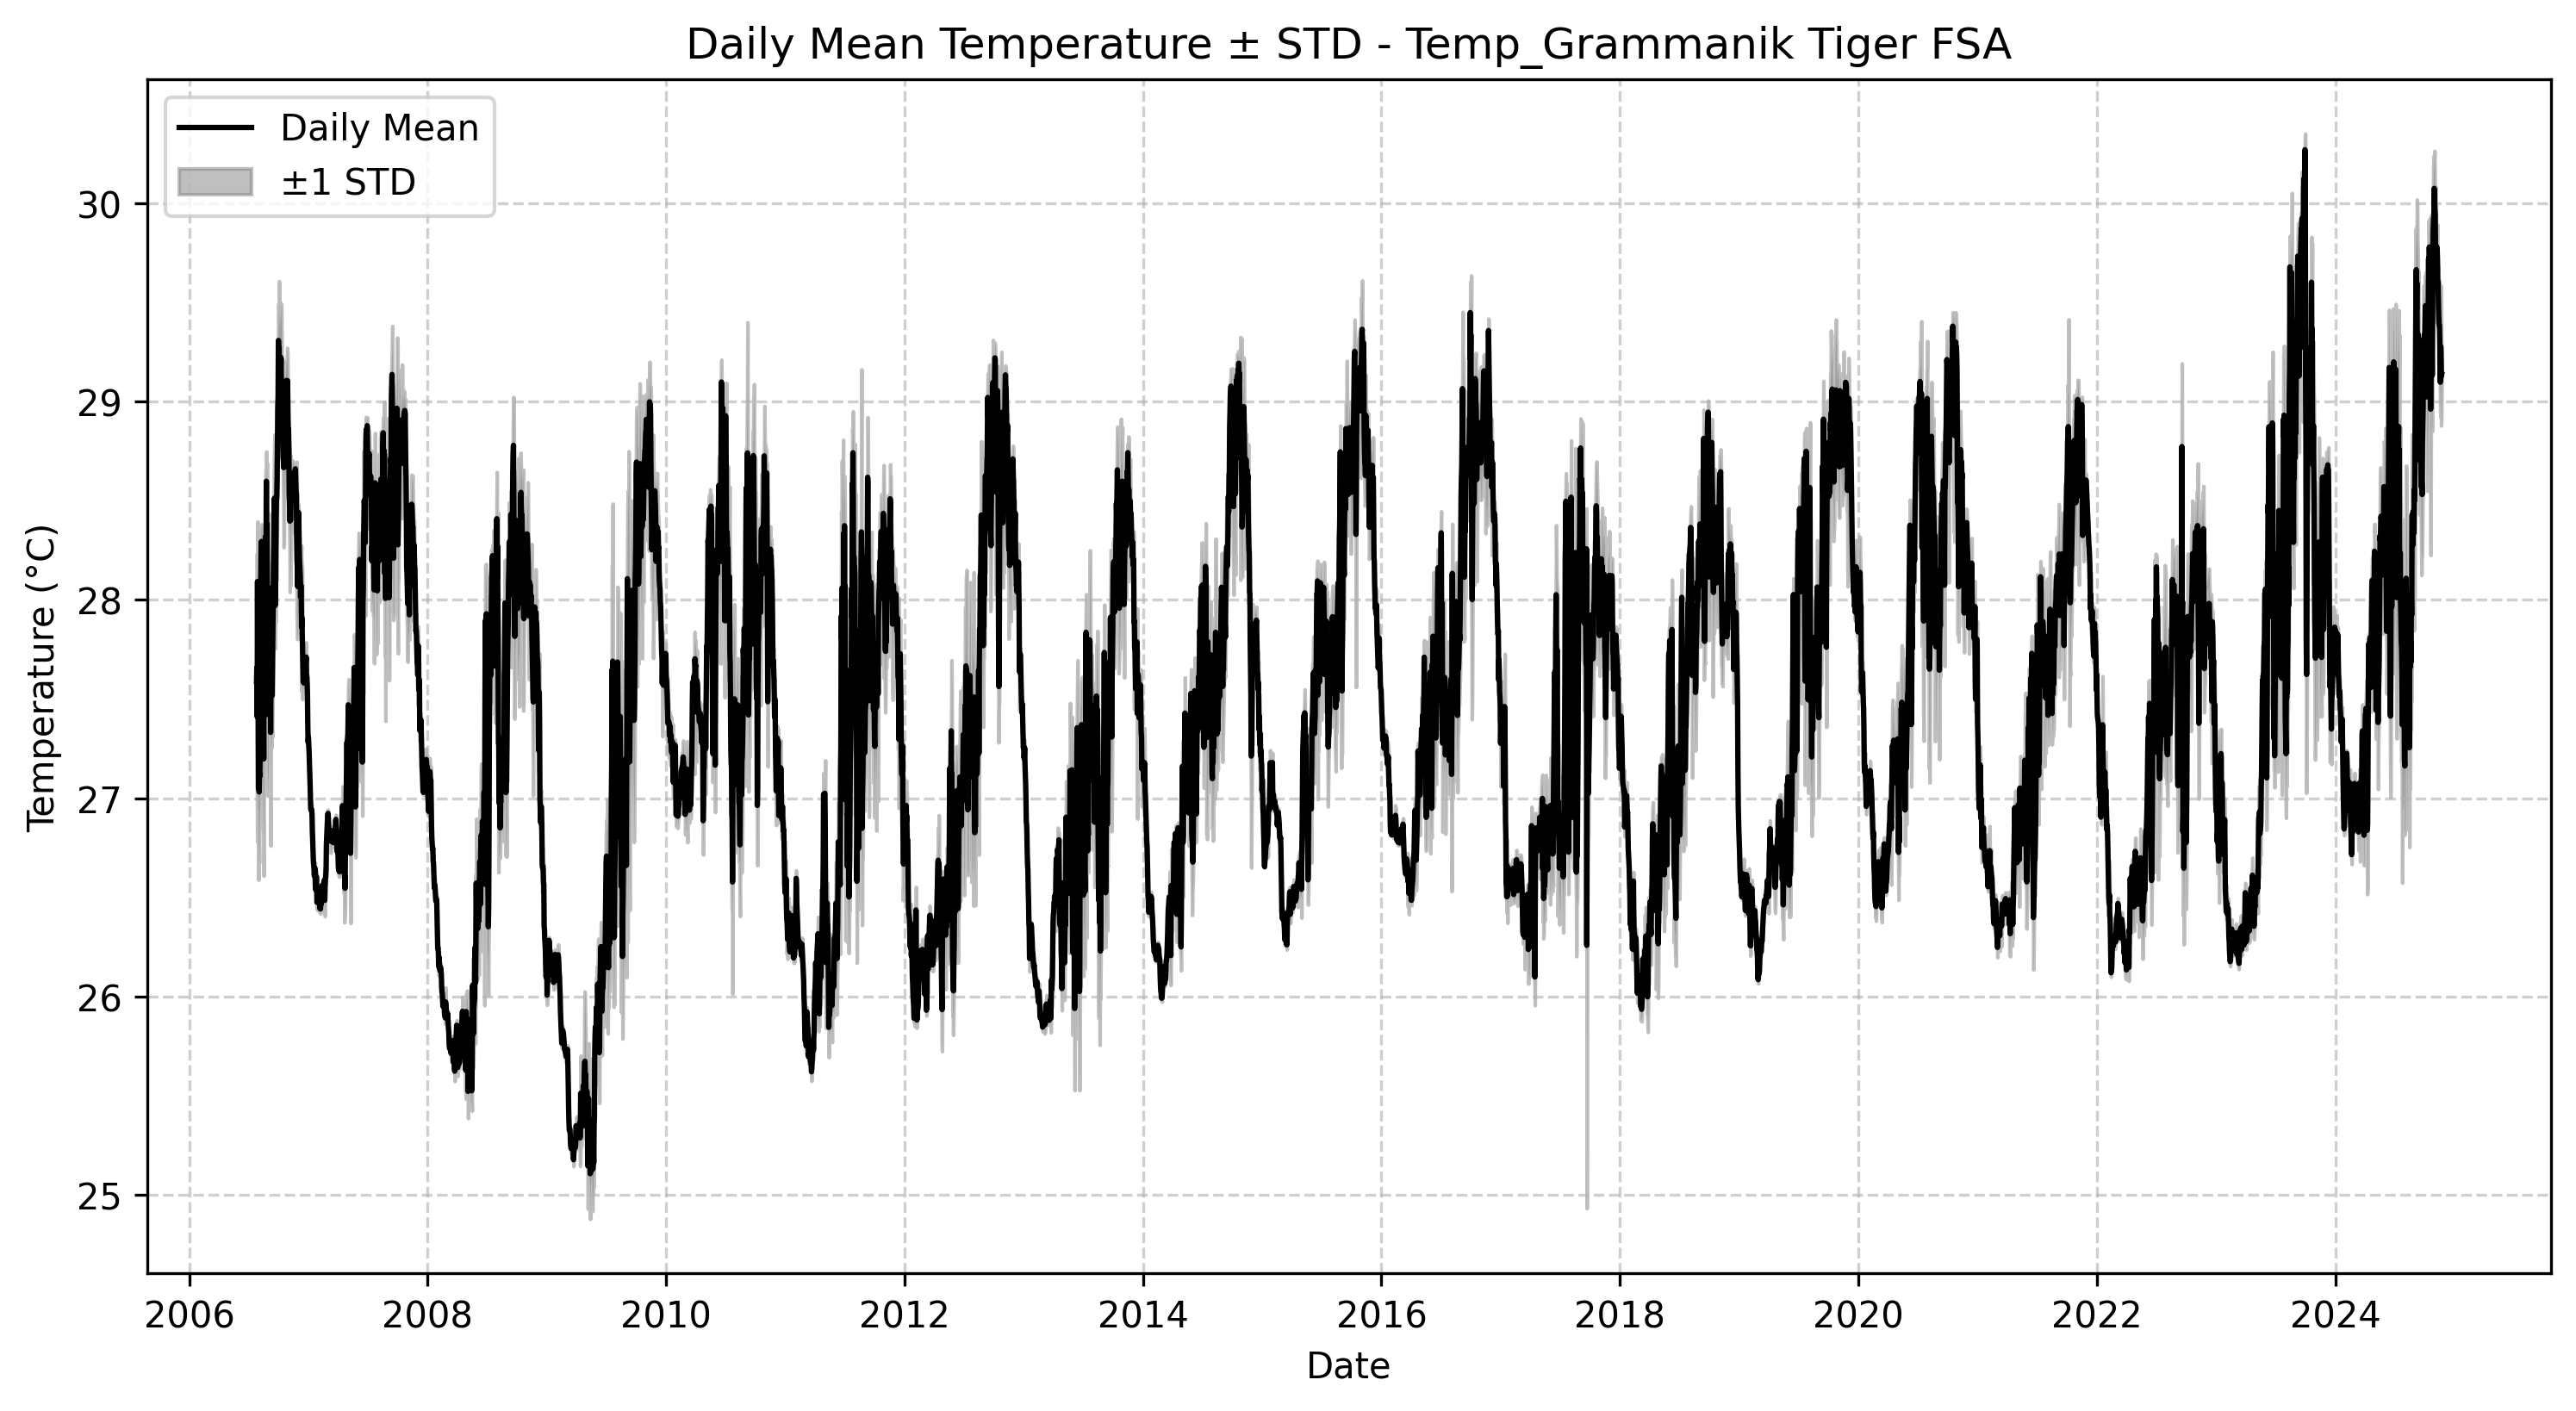 Daily Mean Temperature ± STD - Temp_Grammanik Tiger FSA
Daily Mean
±1 STD
Temperature (°C)
30
29
28
27
26
25
2006 2008 2010 2012 2014 2016 2018 2020 2022 2024
Date